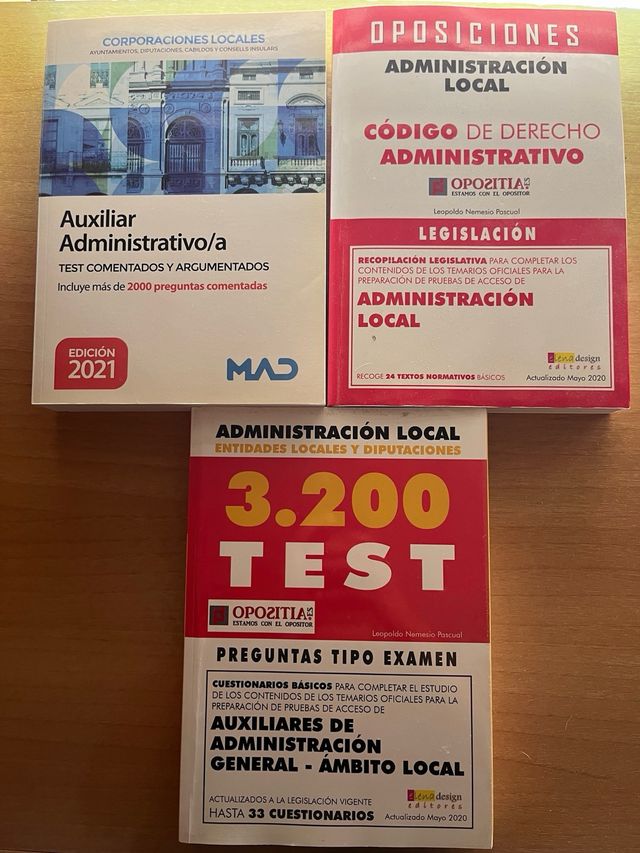 CORPORACIONES LOCALES
AYUNTAMIENTOS, DIPUTACIONES, CABILDOS Y CONSELLS INSULARS
Auxiliar
Administrativo/a
TEST COMENTADOS Y ARGUMENTADOS
Incluye más de 2000 preguntas comentadas
EDICIÓN
2021
MAD
OPOSICIONES
ADMINISTRACIÓN
LOCAL
CÓDIGO DE DERECHO
ADMINISTRATIVO
OPOSITIA.ES
ESTAMOS CON EL OPOSITOR
Leopoldo Nemesio Pascual
LEGISLACIÓN
RECOPILACIÓN LEGISLATIVA PARA COMPLETAR LOS
CONTENIDOS DE LOS TEMARIOS OFICIALES PARA LA
PREPARACIÓN DE PRUEBAS DE ACCESO DE
ADMINISTRACIÓN
LOCAL
elena design
editores
RECOGE 24 TEXTOS NORMATIVOS BÁSICOS
Actualizado Mayo 2020
ADMINISTRACIÓN LOCAL
ENTIDADES LOCALES Y DIPUTACIONES
3.200
TEST
OPOSITIA.ES
ESTAMOS CON EL OPOSITOR
Leopoldo Nemesio Pascual
PREGUNTAS TIPO EXAMEN
CUESTIONARIOS BÁSICOS PARA COMPLETAR EL ESTUDIO
DE LOS CONTENIDOS DE LOS TEMARIOS OFICIALES PARA LA
PREPARACIÓN DE PRUEBAS DE ACCESO DE
AUXILIARES DE
ADMINISTRACIÓN
GENERAL - ÁMBITO LOCAL
ACTUALIZADOS A LA LEGISLACIÓN VIGENTE
HASTA 33 CUESTIONARIOS
elena design
editores
Actualizado Mayo 2020